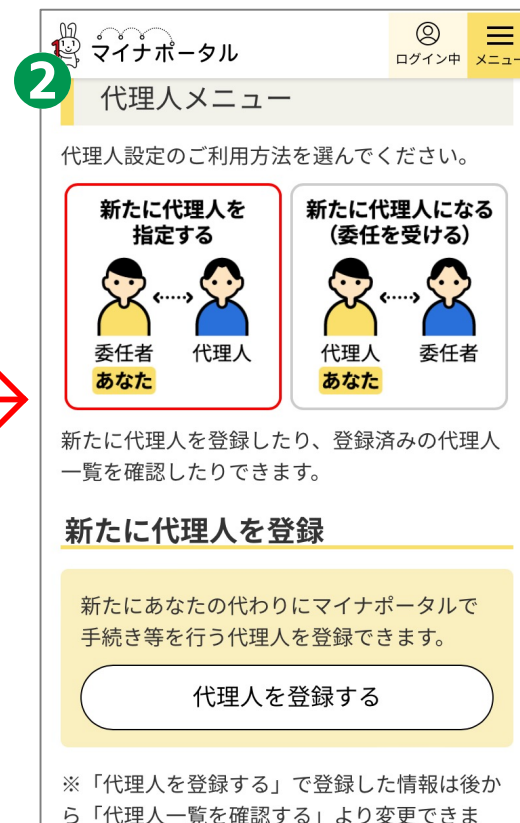 マイナポータル
ログイン中
メニュー
2
代理人メニュー
代理人設定のご利用方法を選んでください。
新たに代理人を
指定する
委任者 代理人
あなた
新たに代理人になる
(委任を受ける)
代理人 委任者
あなた
新たに代理人を登録したり、登録済みの代理人
一覧を確認したりできます。
新たに代理人を登録
新たにあなたの代わりにマイナポータルで
手続き等を行う代理人を登録できます。
代理人を登録する
※「代理人を登録する」で登録した情報は後か
ら「代理人一覧を確認する」より変更できま